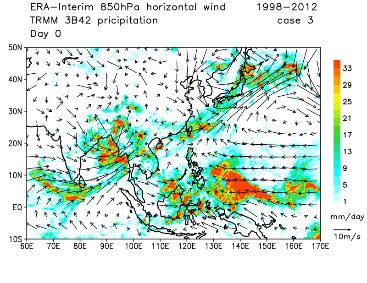 ERA-Interim 850hPa horizontal wind 1998-2012
TRMM 3B42 precipitation case 3
Day 0
50N
40N
30N
20N
10N
EQ
10S
60E 70E 80E 90E 100E 110E 120E 130E 140E 150E 160E 170E
33
29
25
21
17
13
9
5
1
mm/day
10m/s